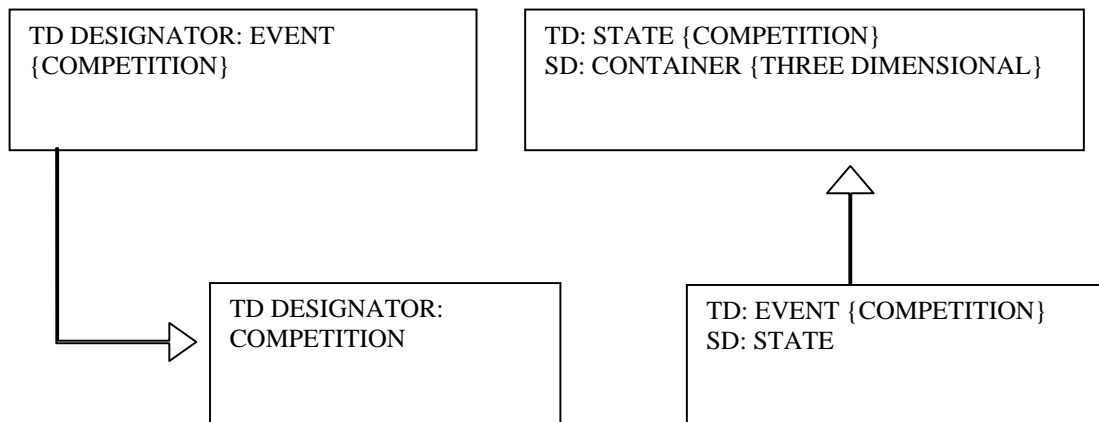 TD DESIGNATOR: EVENT
{COMPETITION}
TD: STATE {COMPETITION}
SD: CONTAINER {THREE DIMENSIONAL}
TD DESIGNATOR:
COMPETITION
TD: EVENT {COMPETITION}
SD: STATE